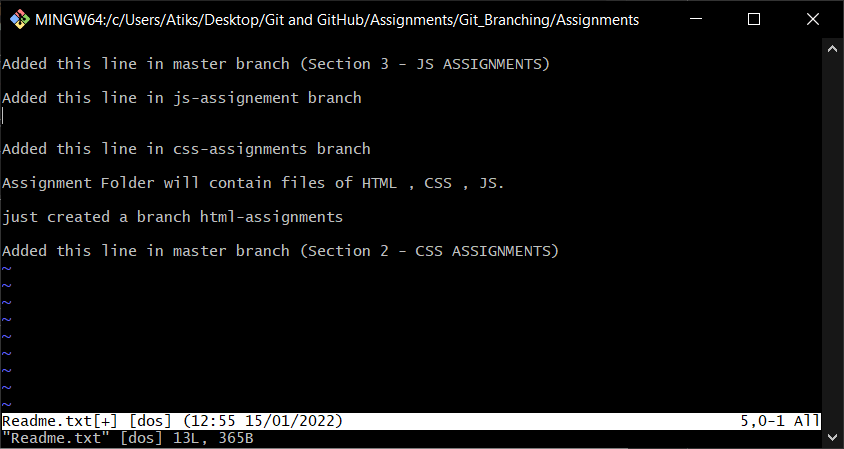 MINGW64:/c/Users/Atiks/Desktop/Git and GitHub/Assignments/Git_Branching/Assignments
Added this line in master branch (Section 3 - JS ASSIGNMENTS)
Added this line in js-assignement branch
Added this line in css-assignments branch
Assignment Folder will contain files of HTML , CSS , JS.
just created a branch html-assignments
Added this line in master branch (Section 2 - CSS ASSIGNMENTS)
~
~
~
~
~
~
~
~
~
Readme.txt[+] [dos] (12:55 15/01/2022) 5,0-1 All
"Readme.txt" [dos] 13L, 365B